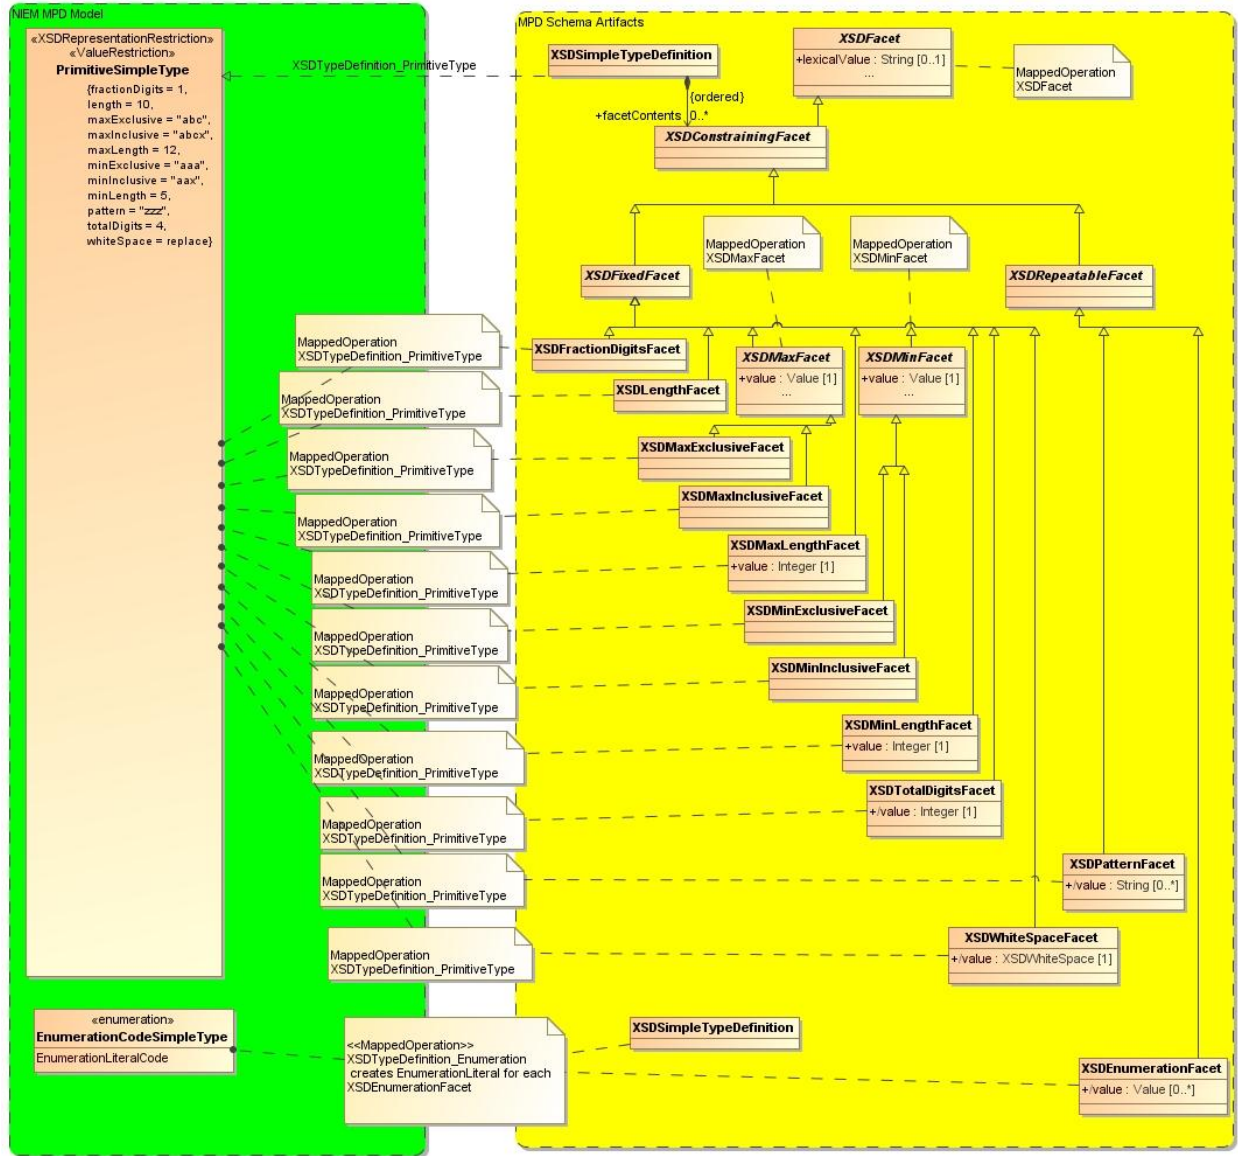 NIEM MPD Model
«XSDRepresentationRestriction»
«ValueRestriction»
PrimitiveSimpleType
{fractionDigits = 1,
length = 10,
maxExclusive = "abc",
maxInclusive = "abcx",
maxLength = 12,
minExclusive = "aaa",
minInclusive = "aax",
minLength = 5,
pattern = "zzz",
totalDigits = 4,
whiteSpace = replace}
XSDTypeDefinition_PrimitiveType
MPD Schema Artifacts
XSDSimpleTypeDefinition
{ordered}
+facetContents 0..*
XSDFacet
+lexicalValue : String [0..1]
...
MappedOperation
XSDFacet
XSDConstrainingFacet
MappedOperation
XSDMaxFacet
MappedOperation
XSDMinFacet
XSDFixedFacet
XSDRepeatableFacet
MappedOperation
XSDTypeDefinition_PrimitiveType
XSDFractionDigitsFacet
XSDMaxFacet
+value : Value [1]
...
XSDMinFacet
+value : Value [1]
...
MappedOperation
XSDTypeDefinition_PrimitiveType
XSDLengthFacet
MappedOperation
XSDTypeDefinition_PrimitiveType
XSDMaxExclusiveFacet
MappedOperation
XSDTypeDefinition_PrimitiveType
XSDMaxInclusiveFacet
MappedOperation
XSDTypeDefinition_PrimitiveType
XSDMaxLengthFacet
+value : Integer [1]
MappedOperation
XSDTypeDefinition_PrimitiveType
XSDMinExclusiveFacet
MappedOperation
XSDTypeDefinition_PrimitiveType
XSDMinInclusiveFacet
MappedOperation
XSDTypeDefinition_PrimitiveType
XSDMinLengthFacet
+value : Integer [1]
MappedOperation
XSDTypeDefinition_PrimitiveType
XSDTotalDigitsFacet
+/value : Integer [1]
MappedOperation
XSDTypeDefinition_PrimitiveType
XSDPatternFacet
+/value : String [0..*]
MappedOperation
XSDTypeDefinition_PrimitiveType
XSDWhiteSpaceFacet
+/value : XSDWhiteSpace [1]
«enumeration»
EnumerationCodeSimpleType
EnumerationLiteralCode
<<MappedOperation>>
XSDTypeDefinition_Enumeration
creates EnumerationLiteral for each
XSDEnumerationFacet
XSDSimpleTypeDefinition
XSDEnumerationFacet
+/value : Value [0..*]